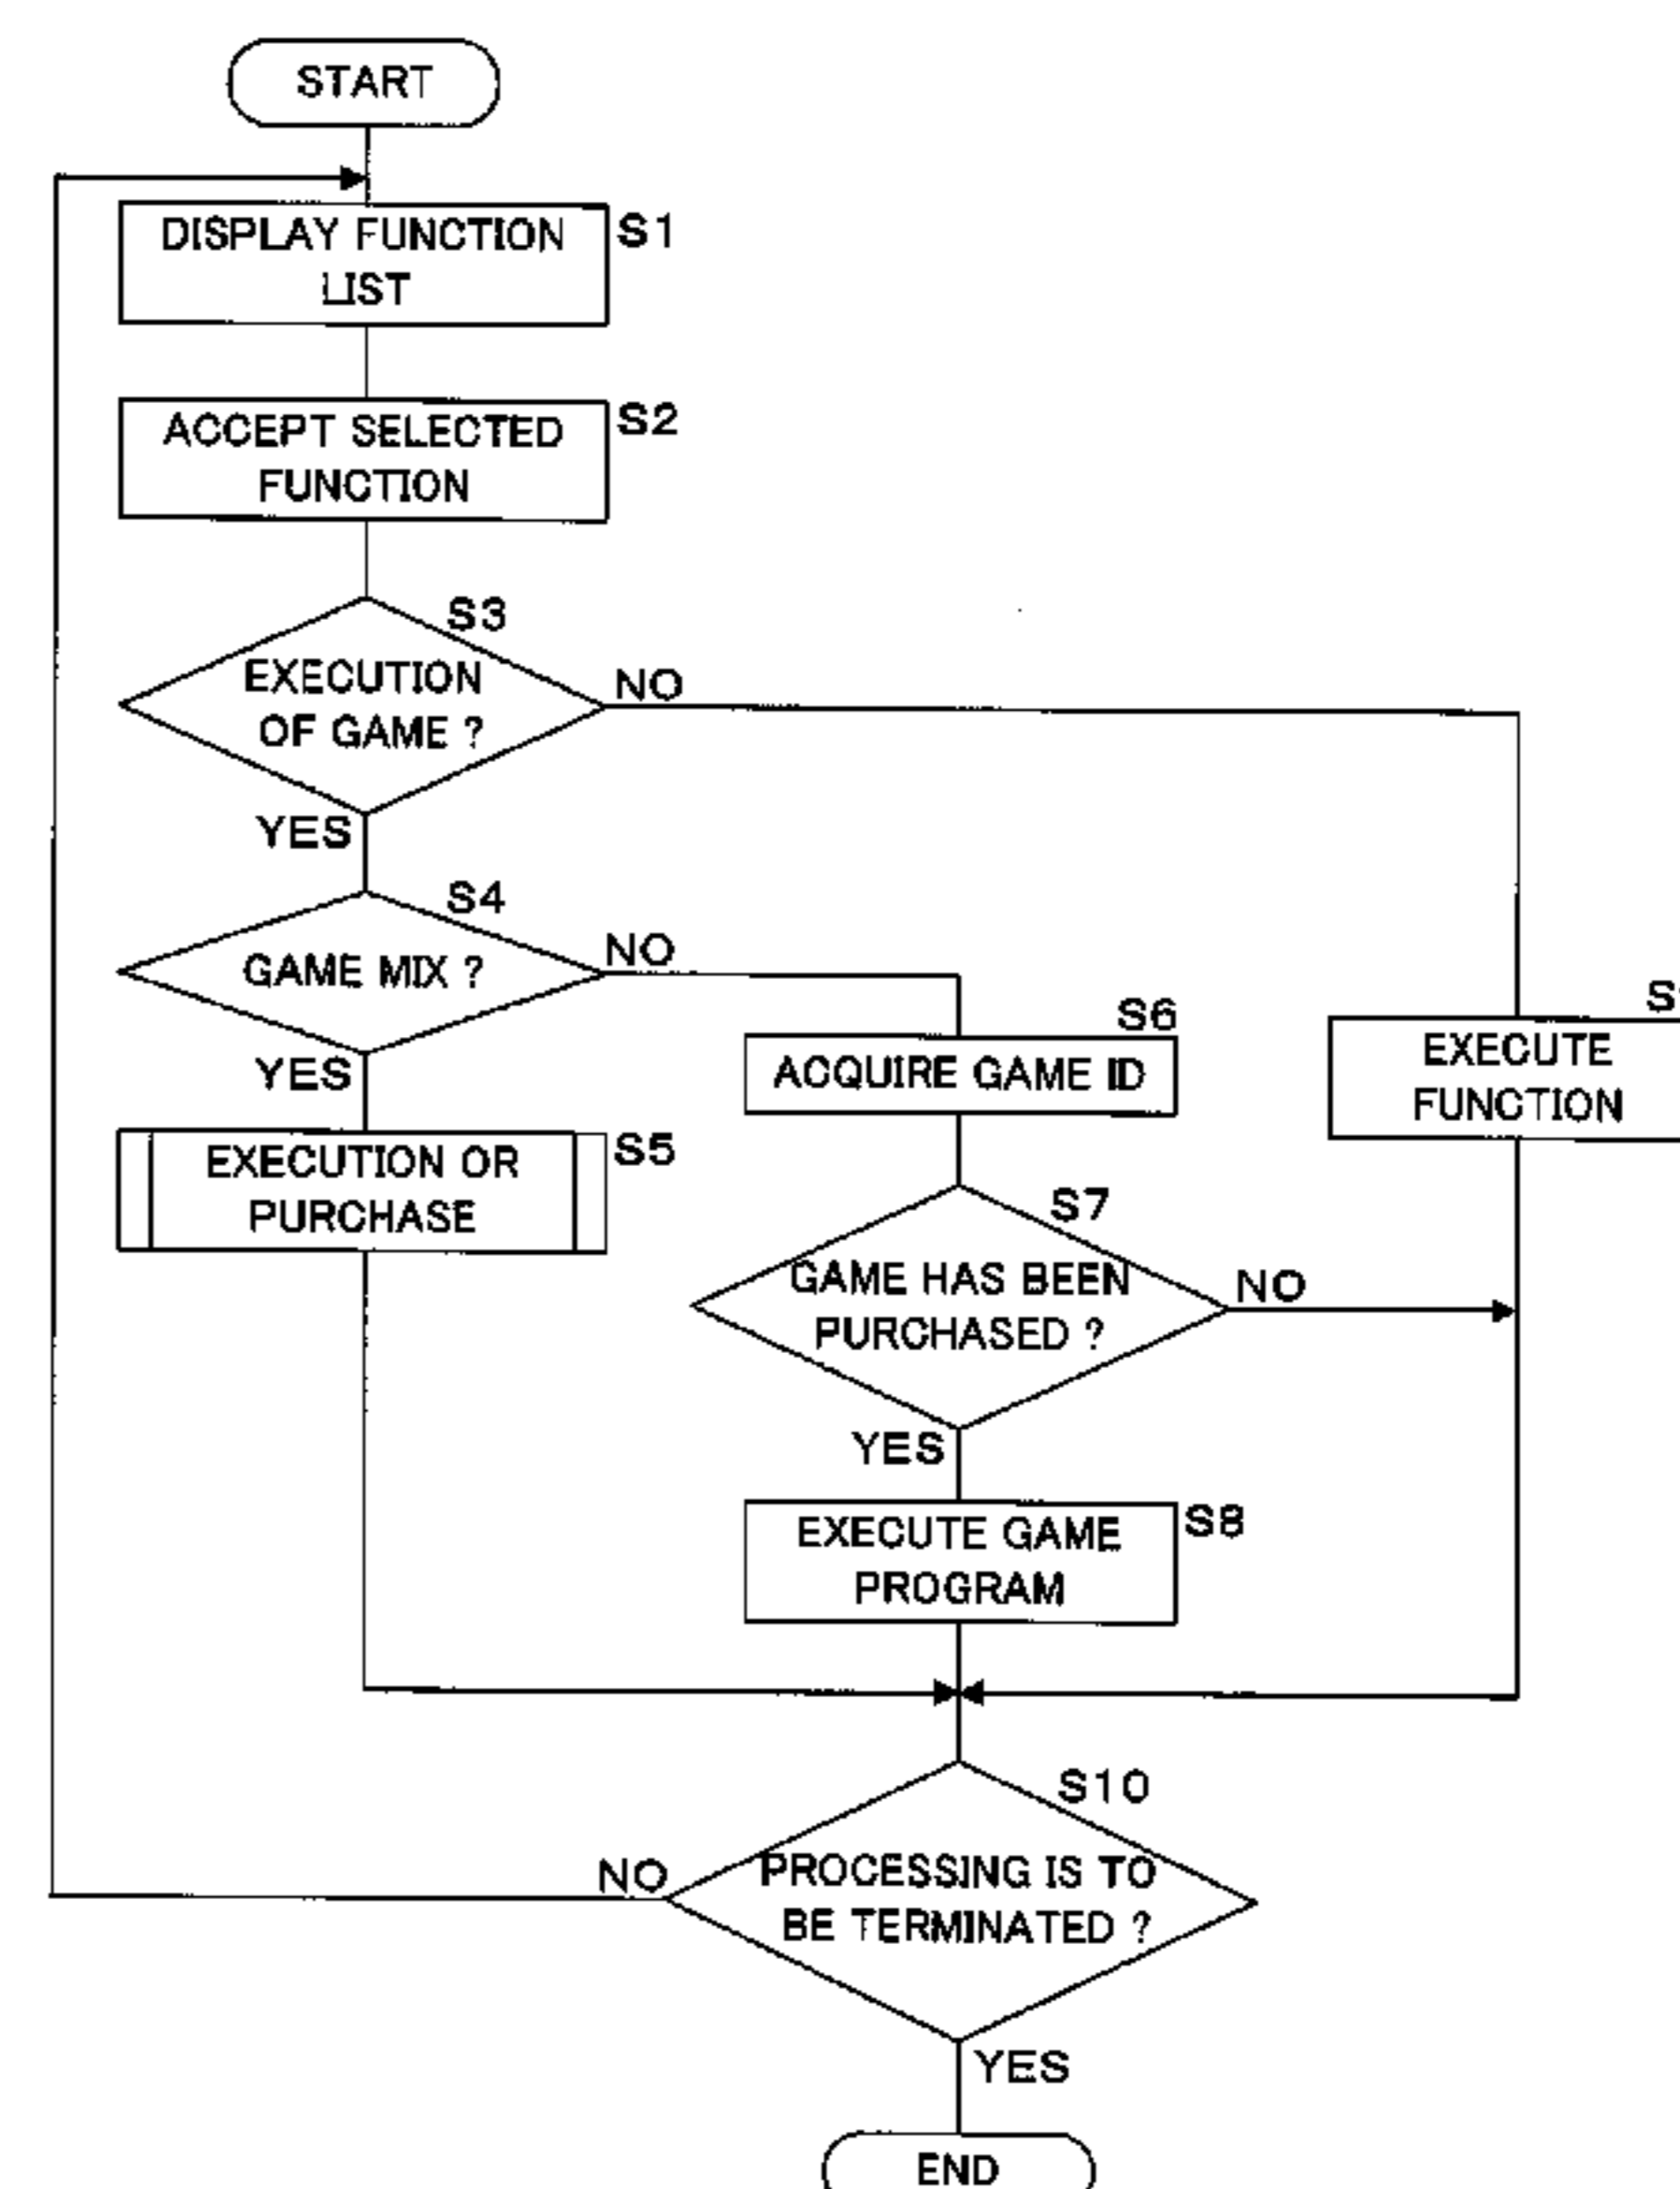 START
DISPLAY FUNCTION
LIST
S1
ACCEPT SELECTED
FUNCTION
S2
S3
EXECUTION
OF GAME ?
NO
YES
S4
GAME MIX ?
NO
YES
S6
ACQUIRE GAME ID
EXECUTE
FUNCTION
EXECUTION OR
PURCHASE
S5
S7
GAME HAS BEEN
PURCHASED ?
NO
YES
EXECUTE GAME
PROGRAM
S8
S10
PROCESSING IS TO
BE TERMINATED ?
NO
YES
END